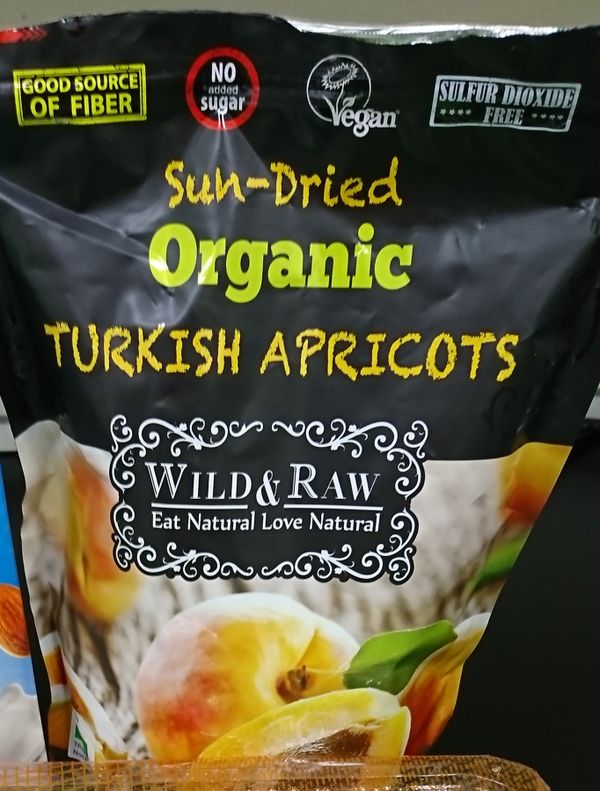 GOOD SOURCE
OF FIBER
NO
added
sugar
Vegan
SULFUR DIOXIDE
**** FREE ****
Sun-Dried
Organic
TURKISH APRICOTS
WILD & RAW
Eat Natural Love Natural